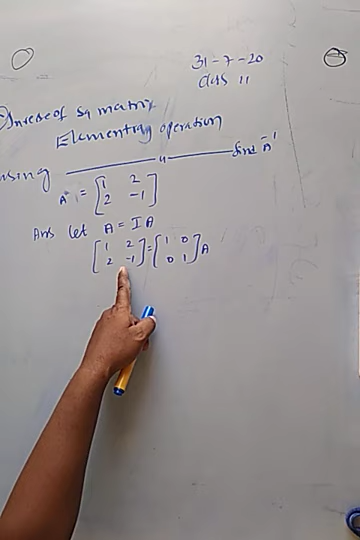 31-7-20
class 11
Inverse of sq matrix
Elementry operation
using ——— " ——— find A⁻¹
A = [1 2
2 -1]
Ans let A = IA
[1 2
2 -1] = [1 0
0 1] A